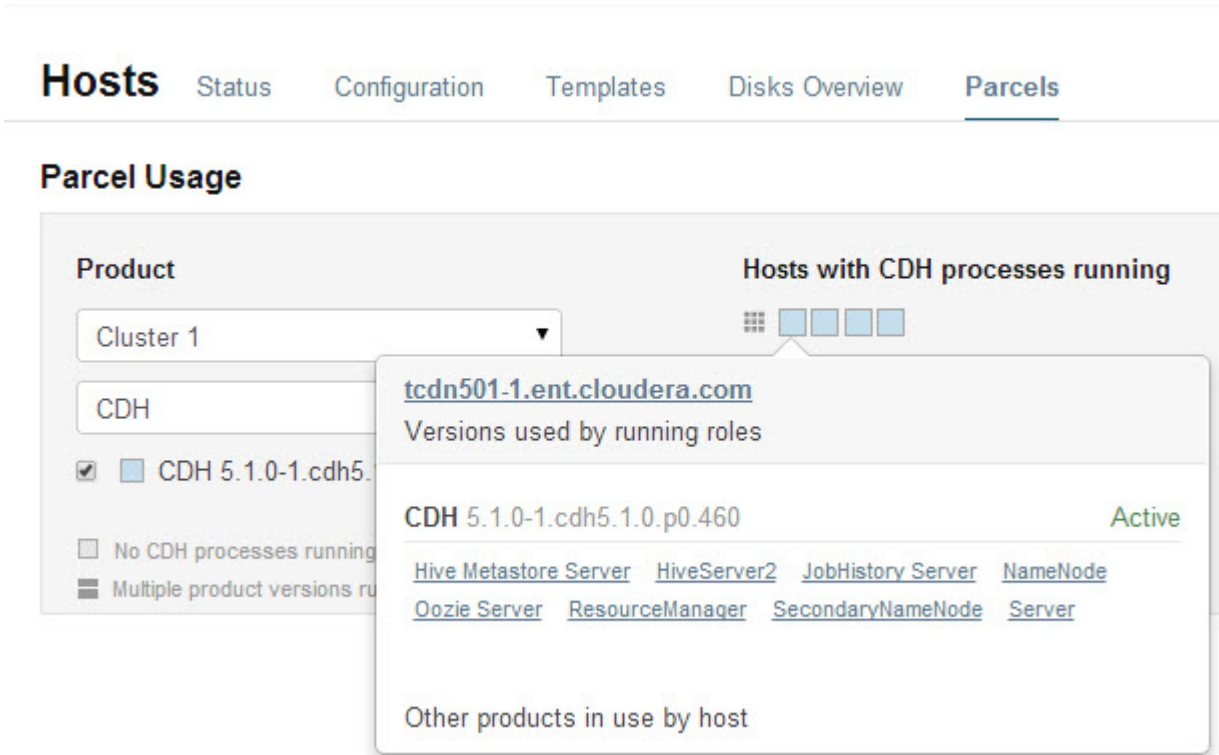 Hosts Status Configuration Templates Disks Overview Parcels
Parcel Usage
Product
Hosts with CDH processes running
Cluster 1
CDH
CDH 5.1.0-1.cdh5.
No CDH processes running
Multiple product versions ru
tcdn501-1.ent.cloudera.com
Versions used by running roles
CDH 5.1.0-1.cdh5.1.0.p0.460 Active
Hive Metastore Server HiveServer2 JobHistory Server NameNode
Oozie Server ResourceManager SecondaryNameNode Server
Other products in use by host